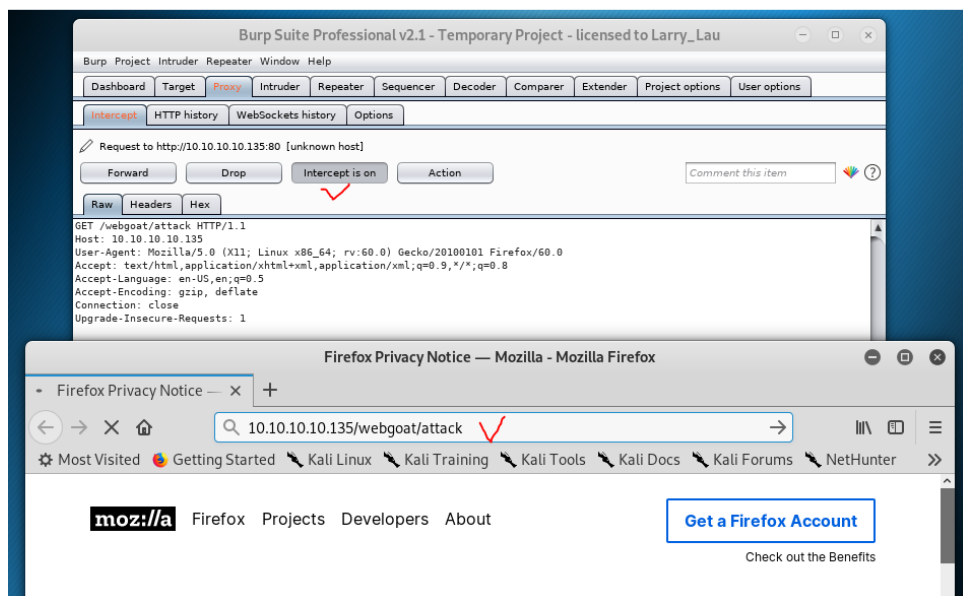 Burp Suite Professional v2.1 - Temporary Project - licensed to Larry_Lau
Burp Project Intruder Repeater Window Help
Dashboard Target Proxy Intruder Repeater Sequencer Decoder Comparer Extender Project options User options
Intercept HTTP history WebSockets history Options
Request to http://10.10.10.10.135:80 [unknown host]
Forward Drop Intercept is on Action Comment this item ?
Raw Headers Hex
GET /webgoat/attack HTTP/1.1
Host: 10.10.10.10.135
User-Agent: Mozilla/5.0 (X11; Linux x86_64; rv:60.0) Gecko/20100101 Firefox/60.0
Accept: text/html,application/xhtml+xml,application/xml;q=0.9,*/*;q=0.8
Accept-Language: en-US,en;q=0.5
Accept-Encoding: gzip, deflate
Connection: close
Upgrade-Insecure-Requests: 1
Firefox Privacy Notice — Mozilla - Mozilla Firefox
Firefox Privacy Notice —
10.10.10.10.135/webgoat/attack
Most Visited Getting Started Kali Linux Kali Training Kali Tools Kali Docs Kali Forums NetHunter
moz://a Firefox Projects Developers About Get a Firefox Account
Check out the Benefits